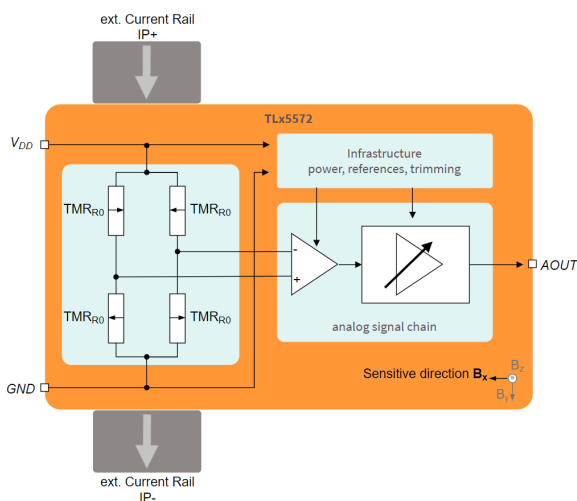 ext. Current Rail
IP+
TLx5572
VDD
Infrastructure
power, references, trimming
TMRR0 TMRR0
-
+
AOUT
TMRR0 TMRR0
analog signal chain
Sensitive direction Bx
Bz
By
GND
ext. Current Rail
IP-